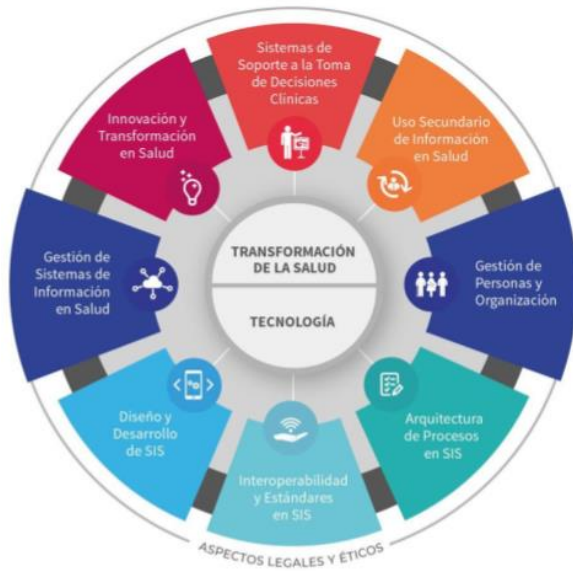 Sistemas de
Soporte a la Toma
de Decisiones
Clínicas
Uso Secundario
de Información
en Salud
Gestión de
Personas y
Organización
Arquitectura
de Procesos
en SIS
Interoperabilidad
y Estándares
en SIS
Diseño y
Desarrollo
de SIS
Gestión de
Sistemas de
Información
en Salud
Innovación y
Transformación
en Salud
TRANSFORMACIÓN
DE LA SALUD
TECNOLOGÍA
ASPECTOS LEGALES Y ÉTICOS